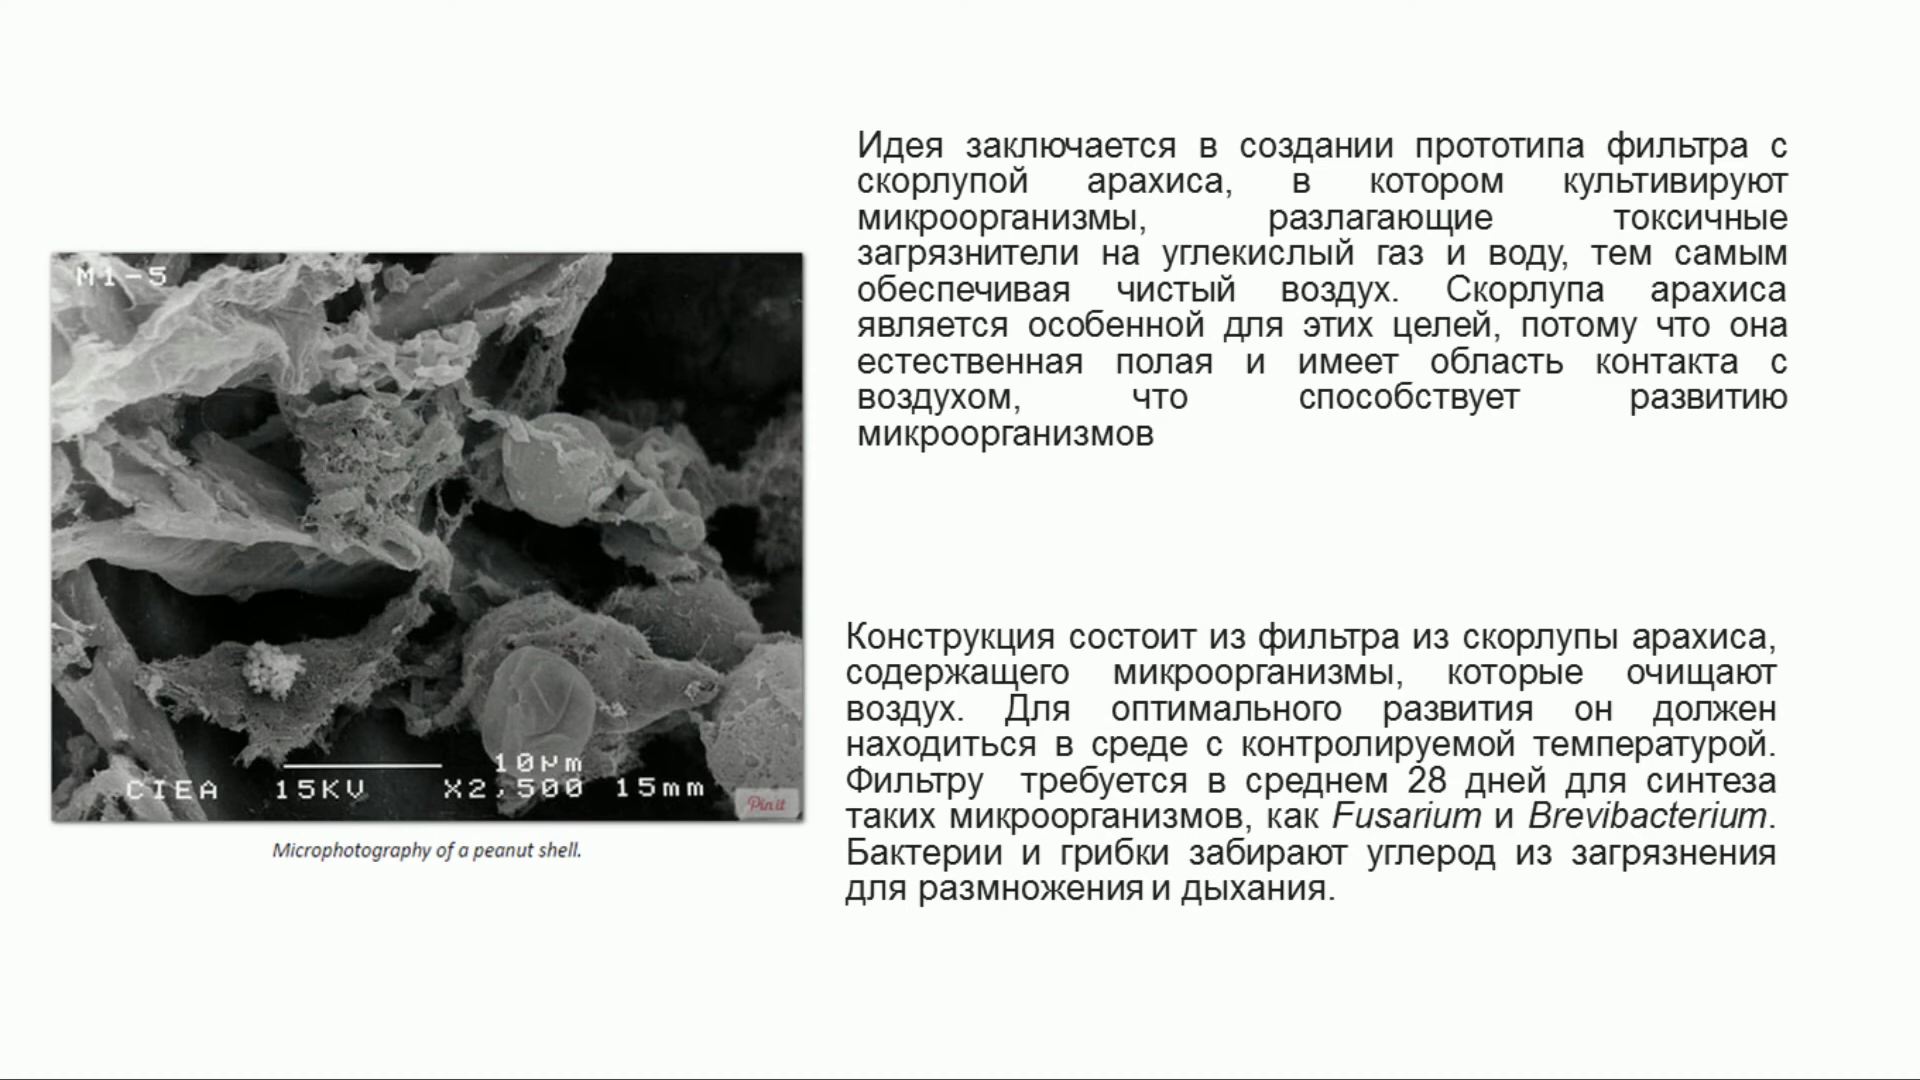 Идея заключается в создании прототипа фильтра с
скорлупой арахиса, в котором культивируют
микроорганизмы, разлагающие токсичные
загрязнители на углекислый газ и воду, тем самым
обеспечивая чистый воздух. Скорлупа арахиса
является особенной для этих целей, потому что она
естественная полая и имеет область контакта с
воздухом, что способствует развитию
микроорганизмов
M1-5
10µm
CIEA 15KV X2,500 15mm
Pin it
Microphotography of a peanut shell.
Конструкция состоит из фильтра из скорлупы арахиса,
содержащего микроорганизмы, которые очищают
воздух. Для оптимального развития он должен
находиться в среде с контролируемой температурой.
Фильтру требуется в среднем 28 дней для синтеза
таких микроорганизмов, как Fusarium и Brevibacterium.
Бактерии и грибки забирают углерод из загрязнения
для размножения и дыхания.